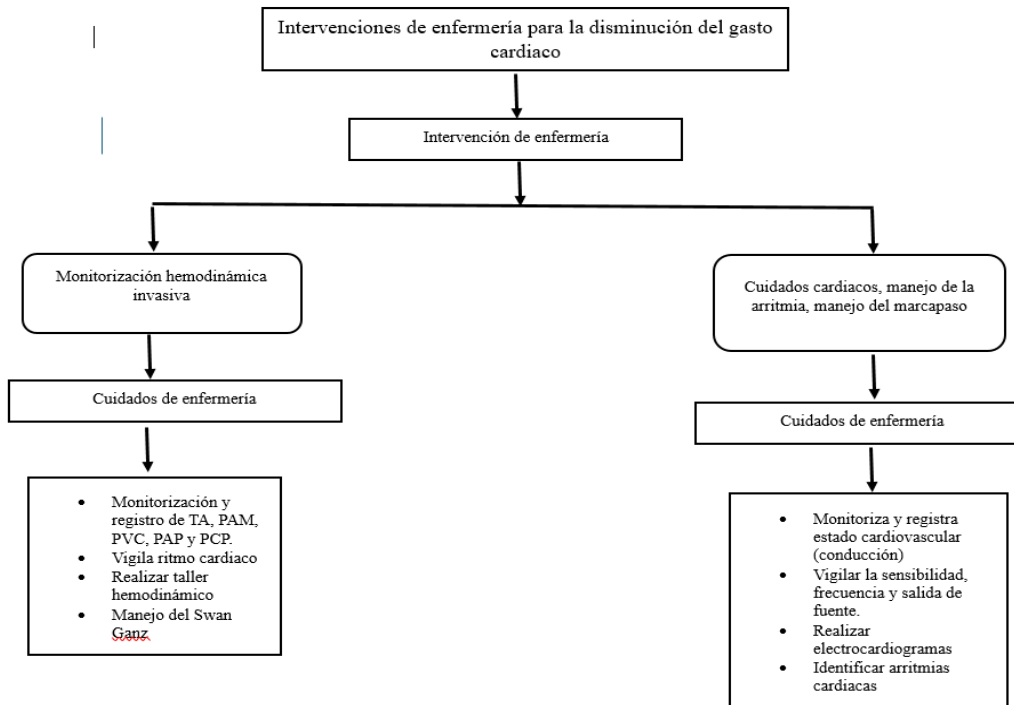 Intervenciones de enfermería para la disminución del gasto
cardiaco
Intervención de enfermería
Monitorización hemodinámica
invasiva
Cuidados de enfermería
• Monitorización y
registro de TA, PAM,
PVC, PAP y PCP.
• Vigila ritmo cardiaco
• Realizar taller
hemodinámico
• Manejo del Swan
Ganz
Cuidados cardiacos, manejo de la
arritmia, manejo del marcapaso
Cuidados de enfermería
• Monitoriza y registra
estado cardiovascular
(conducción)
• Vigilar la sensibilidad,
frecuencia y salida de
fuente.
• Realizar
electrocardiogramas
• Identificar arritmias
cardiacas